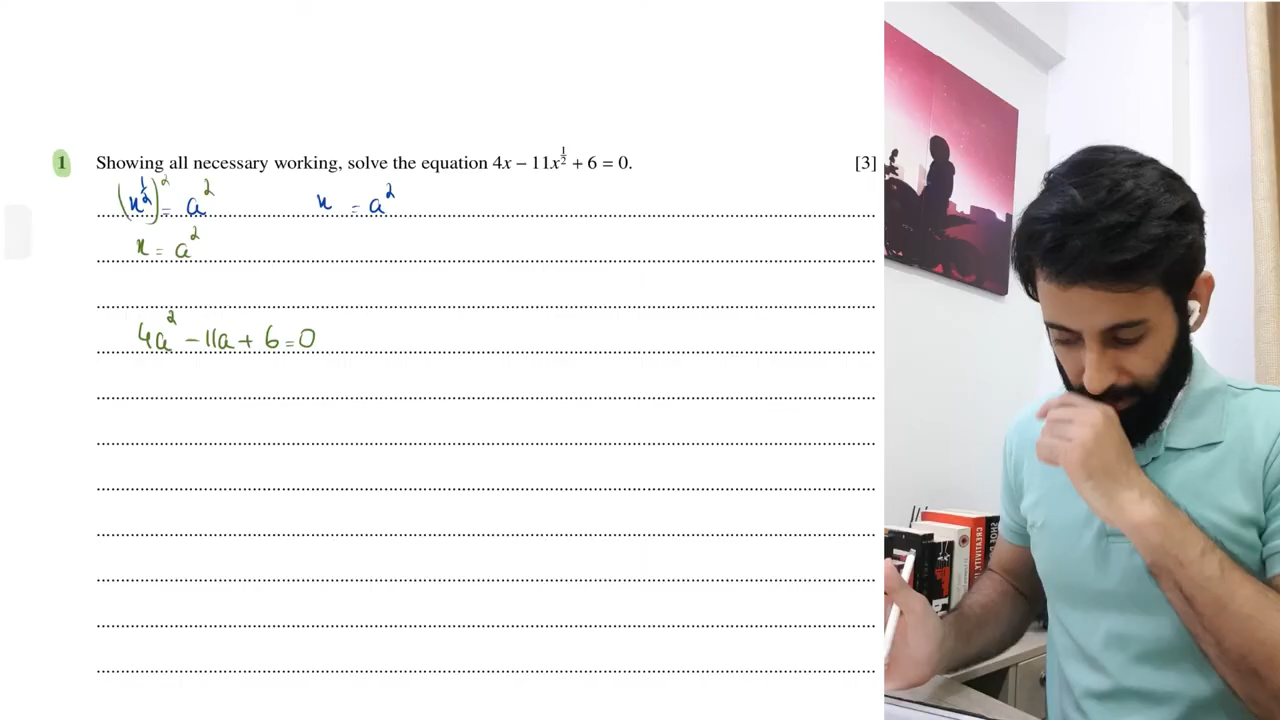 1 Showing all necessary working, solve the equation 4x − 11x^{1/2} + 6 = 0. [3]
(x^{1/2})^2 = a^2 x = a^2
x = a^2
4a^2 − 11a + 6 = 0